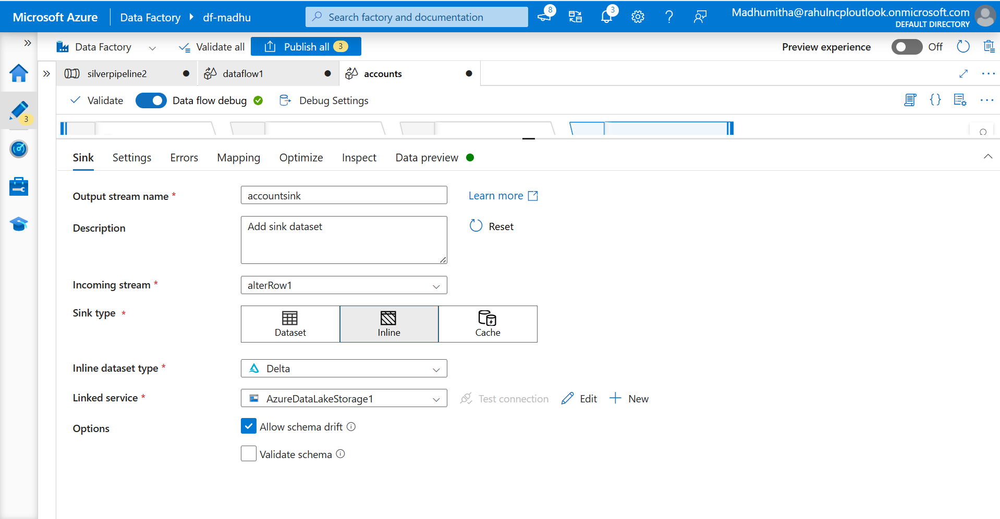 Microsoft Azure Data Factory df-madhu Search factory and documentation 8 3 Madhumitha@rahulncploutlook.onmicrosoft.com
DEFAULT DIRECTORY
Data Factory Validate all Publish all 3 Preview experience Off
silverpipeline2 dataflow1 accounts
Validate Data flow debug Debug Settings {}
3
Sink Settings Errors Mapping Optimize Inspect Data preview
Output stream name * accountsink Learn more
Description Add sink dataset Reset
Incoming stream * alterRow1
Sink type *
Dataset Inline Cache
Inline dataset type * Delta
Linked service * AzureDataLakeStorage1 Test connection Edit New
Options Allow schema drift
Validate schema